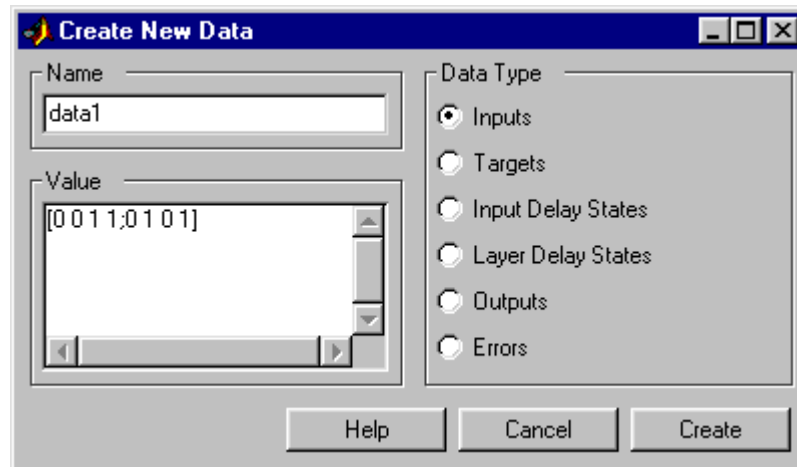 Create New Data
Name
data1
Value
[0 0 1 1;0 1 0 1]
Data Type
Inputs
Targets
Input Delay States
Layer Delay States
Outputs
Errors
Help
Cancel
Create